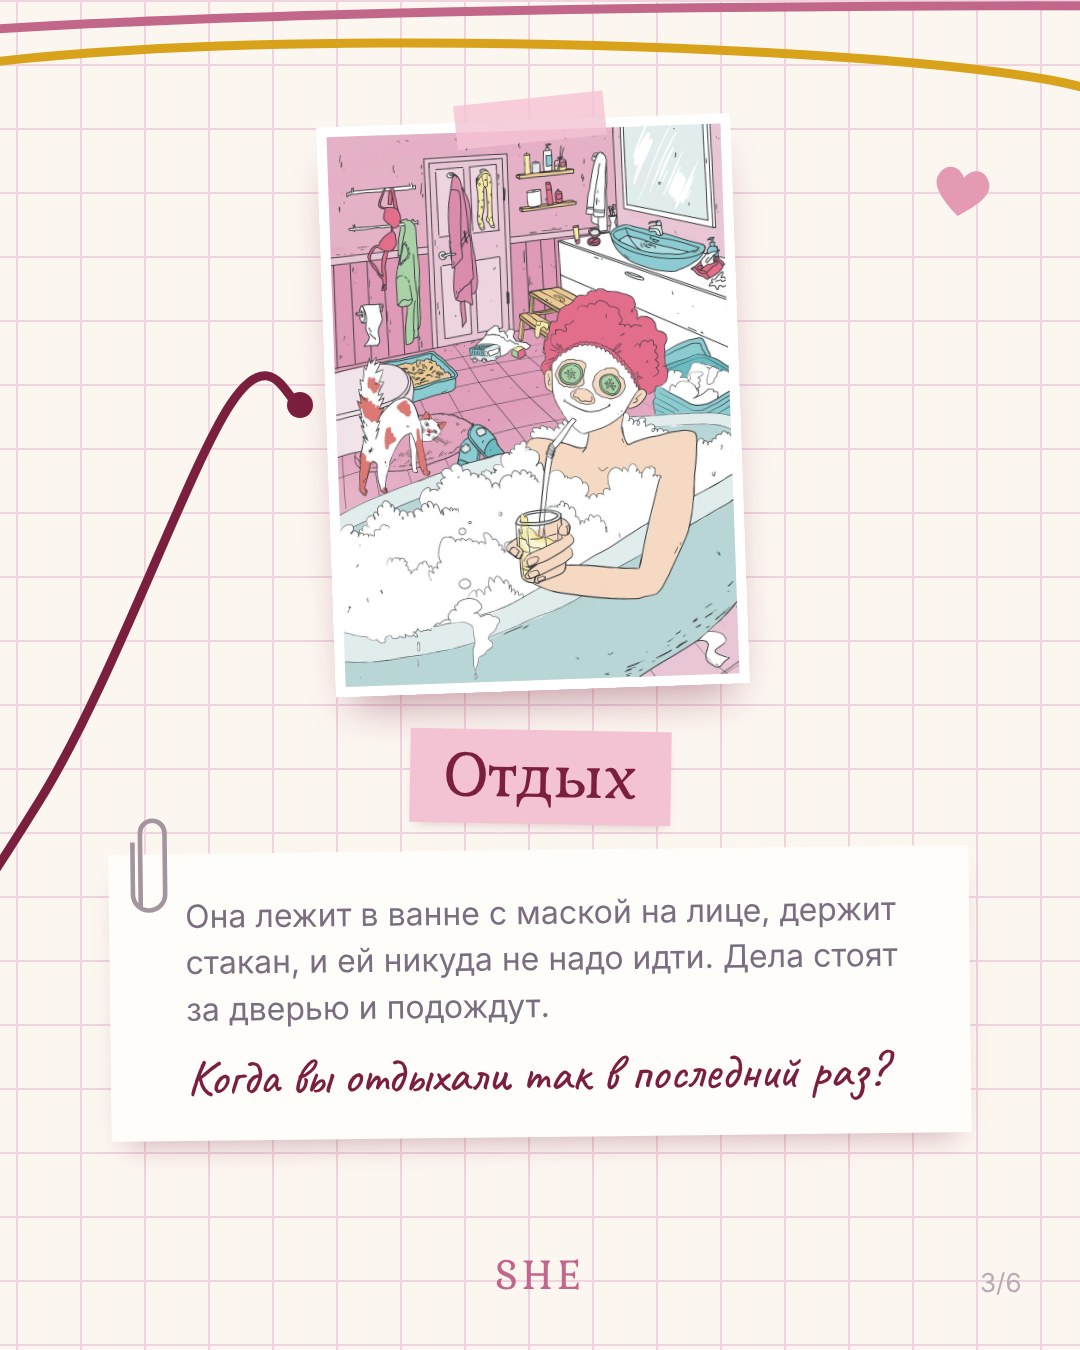 Отдых
Она лежит в ванне с маской на лице, держит
стакан, и ей никуда не надо идти. Дела стоят
за дверью и подождут.
Когда вы отдыхали так в последний раз?
SHE
3/6